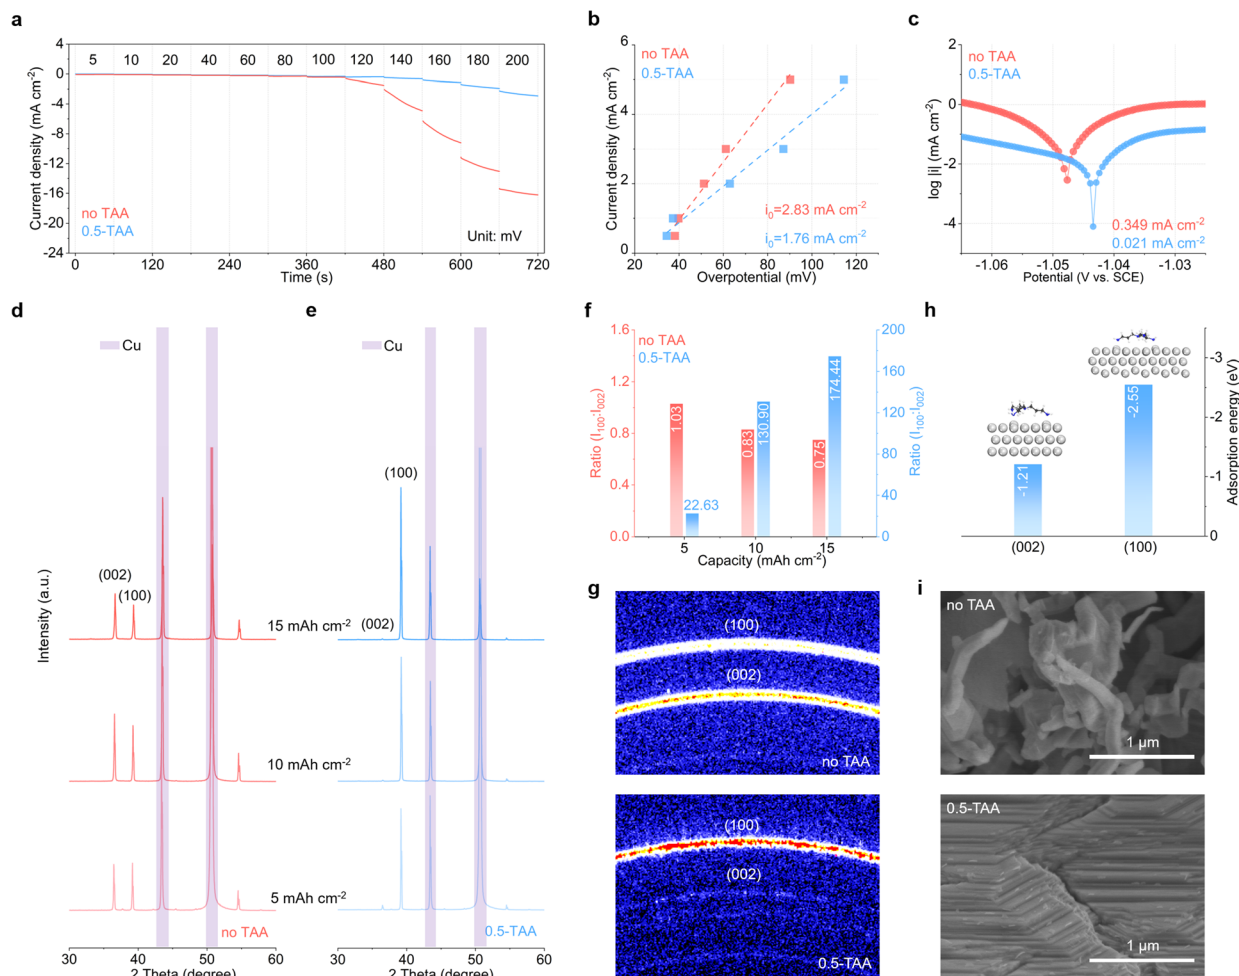 a
5 10 20 40 60 80 100 120 140 160 180 200
4
0
-4
-8
-12
-16
-20
-24
Current density (mA cm-2)
no TAA
0.5-TAA
Unit: mV
0 120 240 360 480 600 720
Time (s)
b
no TAA
0.5-TAA
6
4
2
0
Current density (mA cm-2)
i0=2.83 mA cm-2
i0=1.76 mA cm-2
20 40 60 80 100 120
Overpotential (mV)
c
no TAA
0.5-TAA
2
0
-2
-4
log |i| (mA cm-2)
0.349 mA cm-2
0.021 mA cm-2
-1.06 -1.05 -1.04 -1.03
Potential (V vs. SCE)
d
Cu
Intensity (a.u.)
(002)
(100)
15 mAh cm-2
10 mAh cm-2
5 mAh cm-2
no TAA
30 40 50 60
2 Theta (degree)
e
Cu
(100)
(002)
0.5-TAA
30 40 50 60
2 Theta (degree)
f
no TAA
0.5-TAA
1.6
1.2
0.8
0.4
0.0
Ratio (I100:I002)
1.03
22.63
0.83
130.90
0.75
174.44
200
160
120
80
40
0
Ratio (I100:I002)
5 10 15
Capacity (mAh cm-2)
h
-1.21
-2.55
-3
-2
-1
0
Adsorption energy (eV)
(002) (100)
g
(100)
(002)
no TAA
(100)
(002)
0.5-TAA
i
no TAA
1 μm
0.5-TAA
1 μm